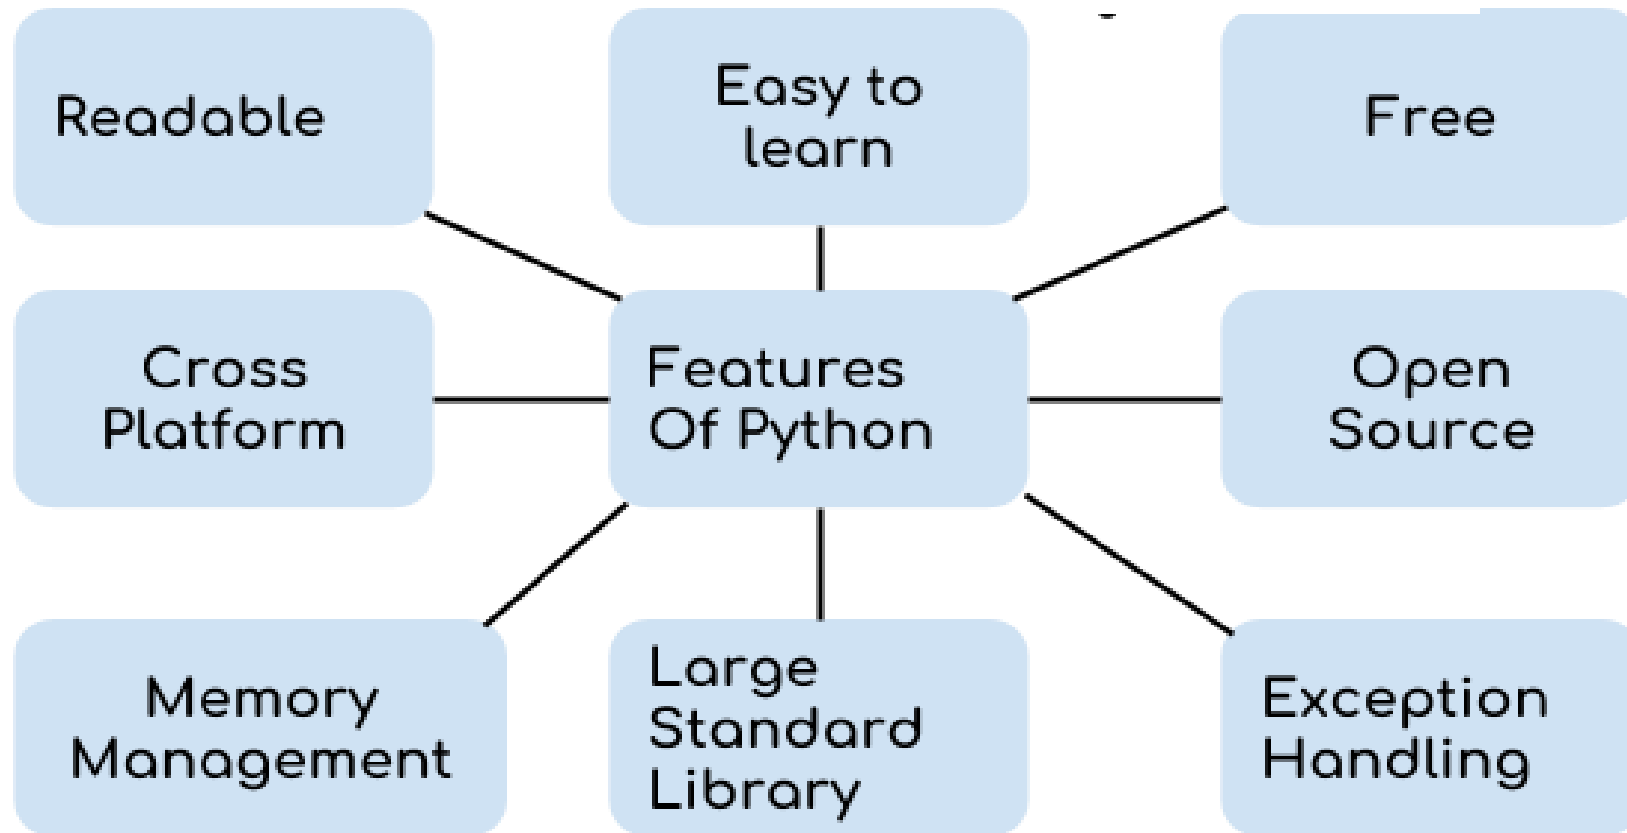 Readable
Easy to
learn
Free
Cross
Platform
Features
Of Python
Open
Source
Memory
Management
Large
Standard
Library
Exception
Handling